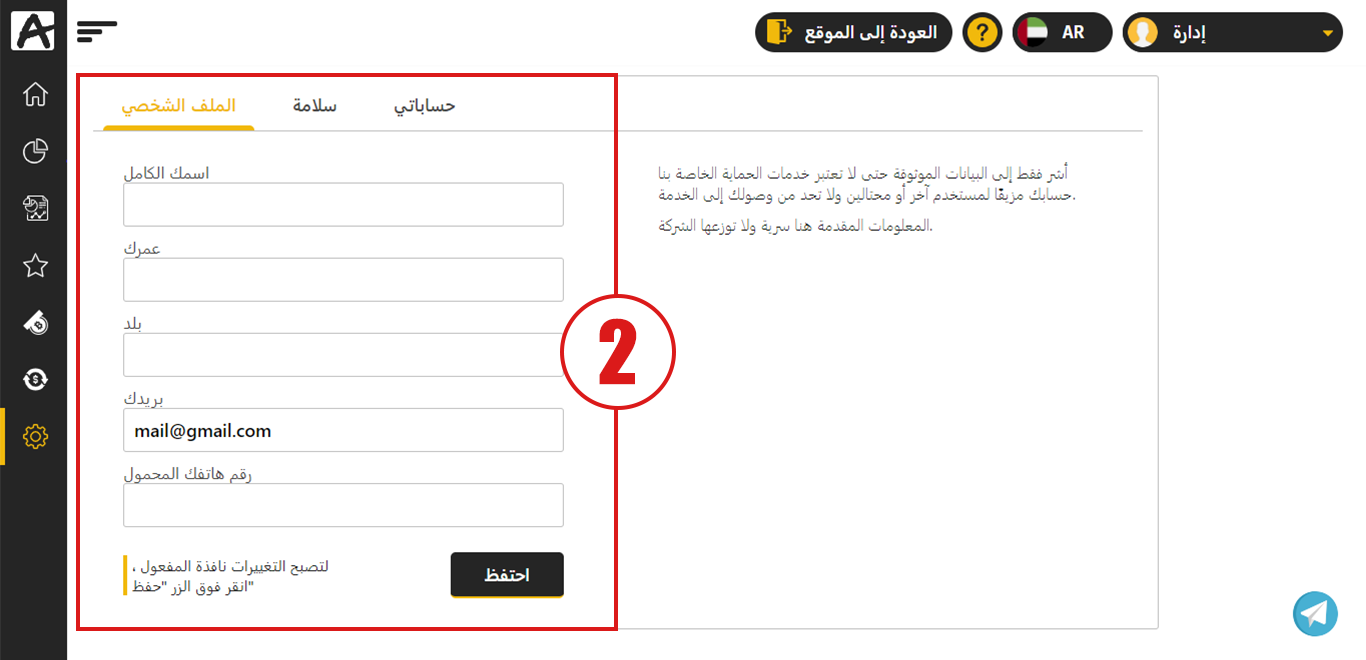 العودة إلى الموقع
?
AR
إدارة
الملف الشخصي
سلامة
حساباتي
اسمك الكامل
عمرك
بلد
بريدك
mail@gmail.com
رقم هاتفك المحمول
لتصبح التغييرات نافذة المفعول ،
"انقر فوق الزر "حفظ
احتفظ
2
أشر فقط إلى البيانات الموثوقة حتى لا تعتبر خدمات الحماية الخاصة بنا
حسابك مزيفًا لمستخدم آخر أو محتالين ولا تحد من وصولك إلى الخدمة.
المعلومات المقدمة هنا سرية ولا توزعها الشركة.